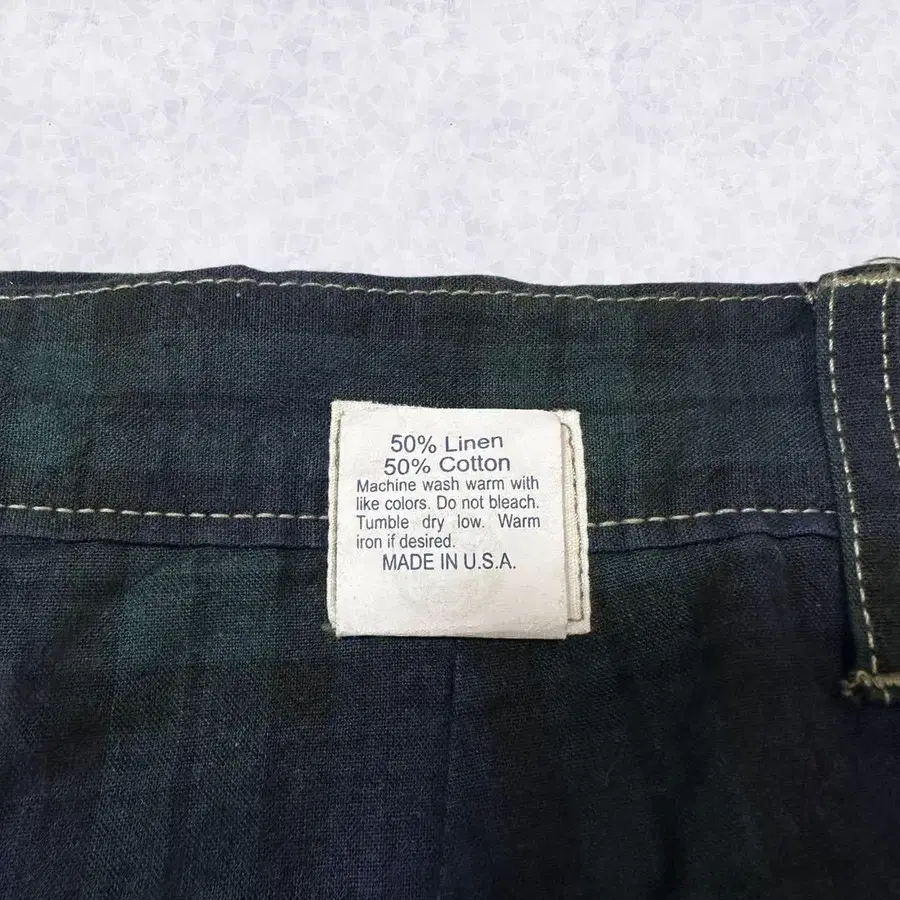 50% Linen
50% Cotton
Machine wash warm with
like colors. Do not bleach.
Tumble dry low. Warm
iron if desired.
MADE IN U.S.A.